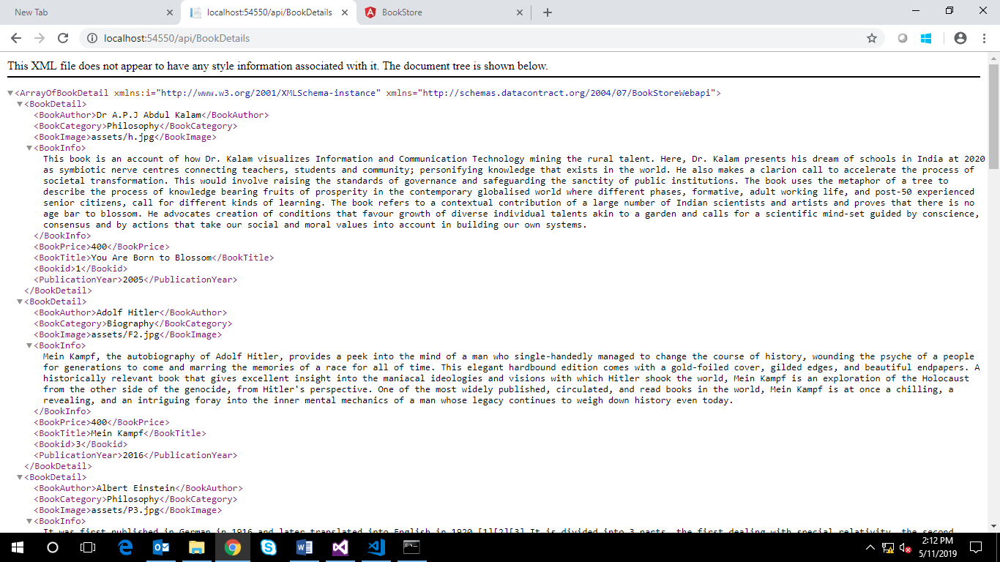 New Tab
localhost:54550/api/BookDetails
BookStore
localhost:54550/api/BookDetails
This XML file does not appear to have any style information associated with it. The document tree is shown below.
<ArrayOfBookDetail xmlns:i="http://www.w3.org/2001/XMLSchema-instance" xmlns="http://schemas.datacontract.org/2004/07/BookStoreWebapi">
<BookDetail>
<BookAuthor>Dr A.P.J Abdul Kalam</BookAuthor>
<BookCategory>Philosophy</BookCategory>
<BookImage>assets/h.jpg</BookImage>
<BookInfo>
This book is an account of how Dr. Kalam visualizes Information and Communication Technology mining the rural talent. Here, Dr. Kalam presents his dream of schools in India at 2020
as symbiotic nerve centres connecting teachers, students and community; personifying knowledge that exists in the world. He also makes a clarion call to accelerate the process of
societal transformation. This would involve raising the standards of governance and safeguarding the sanctity of public institutions. The book uses the metaphor of a tree to
describe the process of knowledge bearing fruits of prosperity in the contemporary globalised world where different phases, formative, adult working life, and post-50 experienced
senior citizens, call for different kinds of learning. The book refers to a contextual contribution of a large number of Indian scientists and artists and proves that there is no
age bar to blossom. He advocates creation of conditions that favour growth of diverse individual talents akin to a garden and calls for a scientific mind-set guided by conscience,
consensus and by actions that take our social and moral values into account in building our own systems.
</BookInfo>
<BookPrice>400</BookPrice>
<BookTitle>You Are Born to Blossom</BookTitle>
<Bookid>1</Bookid>
<PublicationYear>2005</PublicationYear>
</BookDetail>
<BookDetail>
<BookAuthor>Adolf Hitler</BookAuthor>
<BookCategory>Biography</BookCategory>
<BookImage>assets/F2.jpg</BookImage>
<BookInfo>
Mein Kampf, the autobiography of Adolf Hitler, provides a peek into the mind of a man who single-handedly managed to change the course of history, wounding the psyche of a people
for generations to come and marring the memories of a race for all of time. This elegant hardbound edition comes with a gold-foiled cover, gilded edges, and beautiful endpapers. A
historically relevant book that gives excellent insight into the maniacal ideologies and visions with which Hitler shook the world, Mein Kampf is an exploration of the Holocaust
from the other side of the genocide, from Hitler's perspective. One of the most widely published, circulated, and read books in the world, Mein Kampf is at once a chilling, a
revealing, and an intriguing foray into the inner mental mechanics of a man whose legacy continues to weigh down history even today.
</BookInfo>
<BookPrice>400</BookPrice>
<BookTitle>Mein Kampf</BookTitle>
<Bookid>3</Bookid>
<PublicationYear>2016</PublicationYear>
</BookDetail>
<BookDetail>
<BookAuthor>Albert Einstein</BookAuthor>
<BookCategory>Philosophy</BookCategory>
<BookImage>assets/P3.jpg</BookImage>
<BookInfo>
It was first published in German in 1916 and later translated into English in 1920.[1][2][3] It is divided into 3 parts, the first dealing with special relativity, the second
2:12 PM
5/11/2019